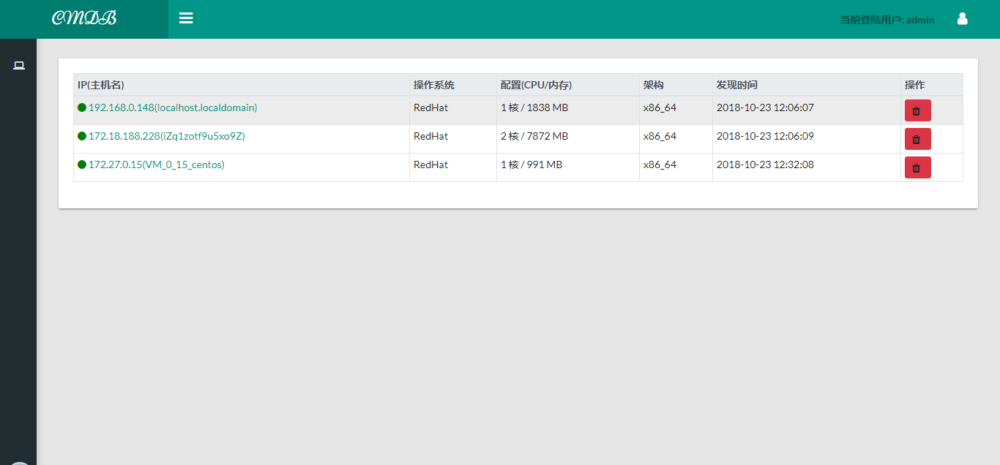 CMDB
当前登陆用户: admin
IP(主机名) 操作系统 配置(CPU/内存) 架构 发现时间 操作
192.168.0.148(localhost.localdomain) RedHat 1 核 / 1838 MB x86_64 2018-10-23 12:06:07
172.18.188.228(iZq1zotf9u5xo9Z) RedHat 2 核 / 7872 MB x86_64 2018-10-23 12:06:09
172.27.0.15(VM_0_15_centos) RedHat 1 核 / 991 MB x86_64 2018-10-23 12:32:08